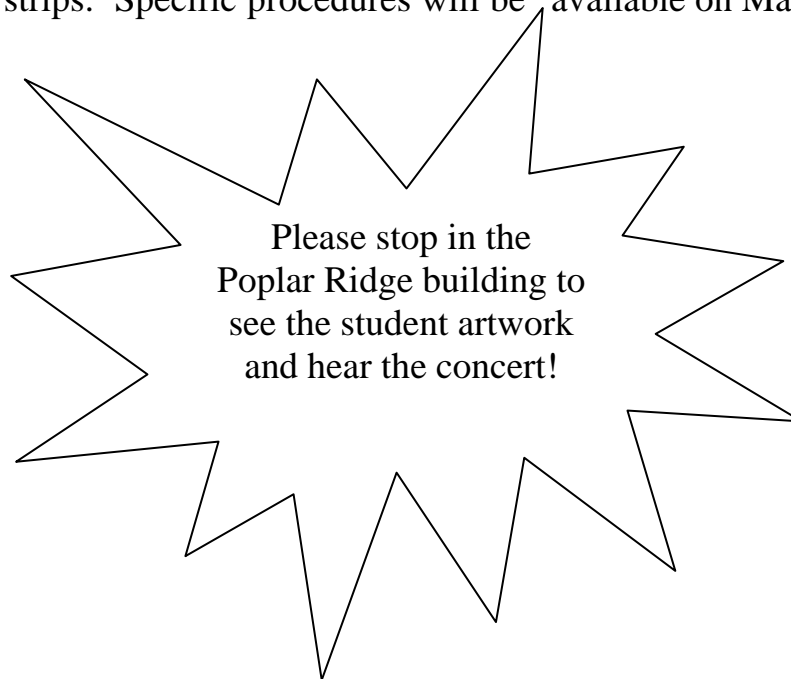 strips. Specific procedures will be available on Ma
Please stop in the
Poplar Ridge building to
see the student artwork
and hear the concert!